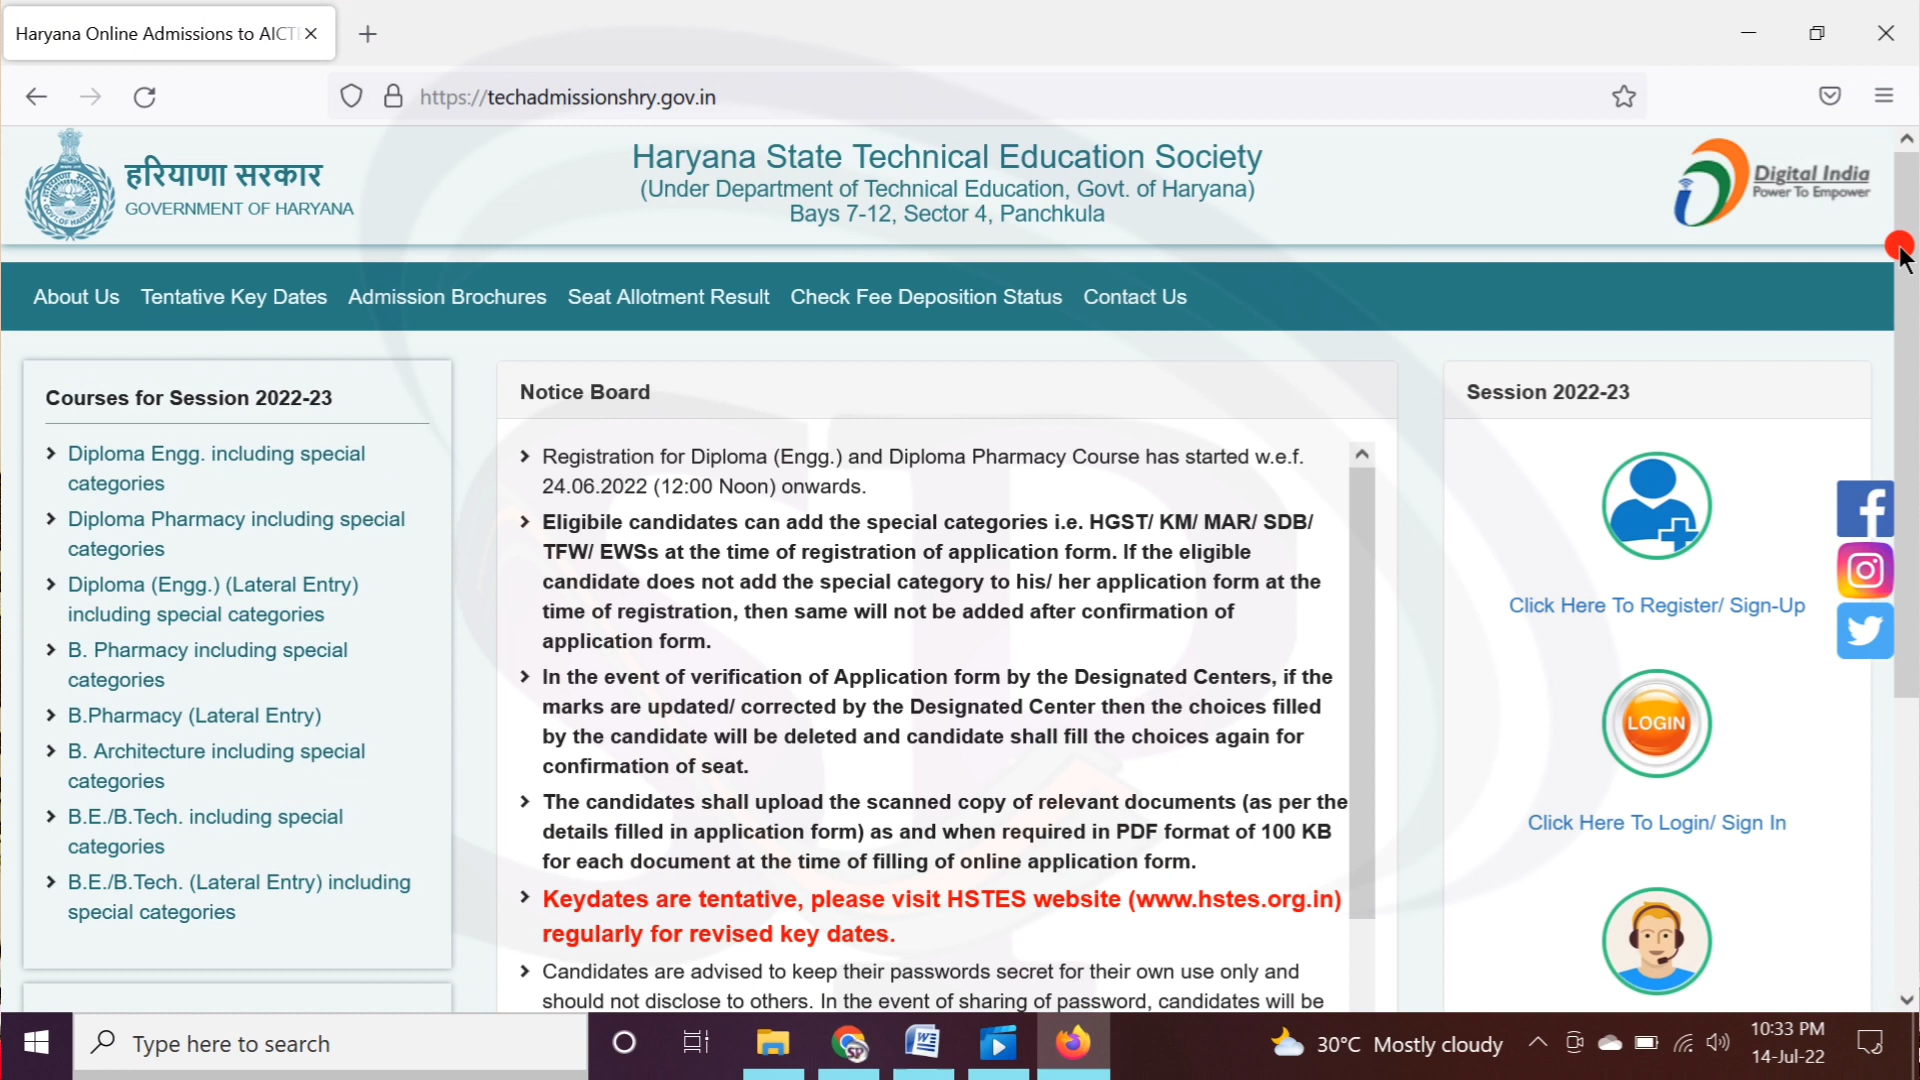 Haryana Online Admissions to AICT
https://techadmissionshry.gov.in
हरियाणा सरकार
GOVERNMENT OF HARYANA
Haryana State Technical Education Society
(Under Department of Technical Education, Govt. of Haryana)
Bays 7-12, Sector 4, Panchkula
Digital India
Power To Empower
About Us Tentative Key Dates Admission Brochures Seat Allotment Result Check Fee Deposition Status Contact Us
Courses for Session 2022-23
Diploma Engg. including special
categories
Diploma Pharmacy including special
categories
Diploma (Engg.) (Lateral Entry)
including special categories
B. Pharmacy including special
categories
B.Pharmacy (Lateral Entry)
B. Architecture including special
categories
B.E./B.Tech. including special
categories
B.E./B.Tech. (Lateral Entry) including
special categories
Notice Board
Registration for Diploma (Engg.) and Diploma Pharmacy Course has started w.e.f.
24.06.2022 (12:00 Noon) onwards.
Eligibile candidates can add the special categories i.e. HGST/ KM/ MAR/ SDB/
TFW/ EWSs at the time of registration of application form. If the eligible
candidate does not add the special category to his/ her application form at the
time of registration, then same will not be added after confirmation of
application form.
In the event of verification of Application form by the Designated Centers, if the
marks are updated/ corrected by the Designated Center then the choices filled
by the candidate will be deleted and candidate shall fill the choices again for
confirmation of seat.
The candidates shall upload the scanned copy of relevant documents (as per the
details filled in application form) as and when required in PDF format of 100 KB
for each document at the time of filling of online application form.
Keydates are tentative, please visit HSTES website (www.hstes.org.in)
regularly for revised key dates.
Candidates are advised to keep their passwords secret for their own use only and
should not disclose to others. In the event of sharing of password, candidates will be
Session 2022-23
Click Here To Register/ Sign-Up
LOGIN
Click Here To Login/ Sign In
Type here to search
30°C Mostly cloudy
10:33 PM
14-Jul-22